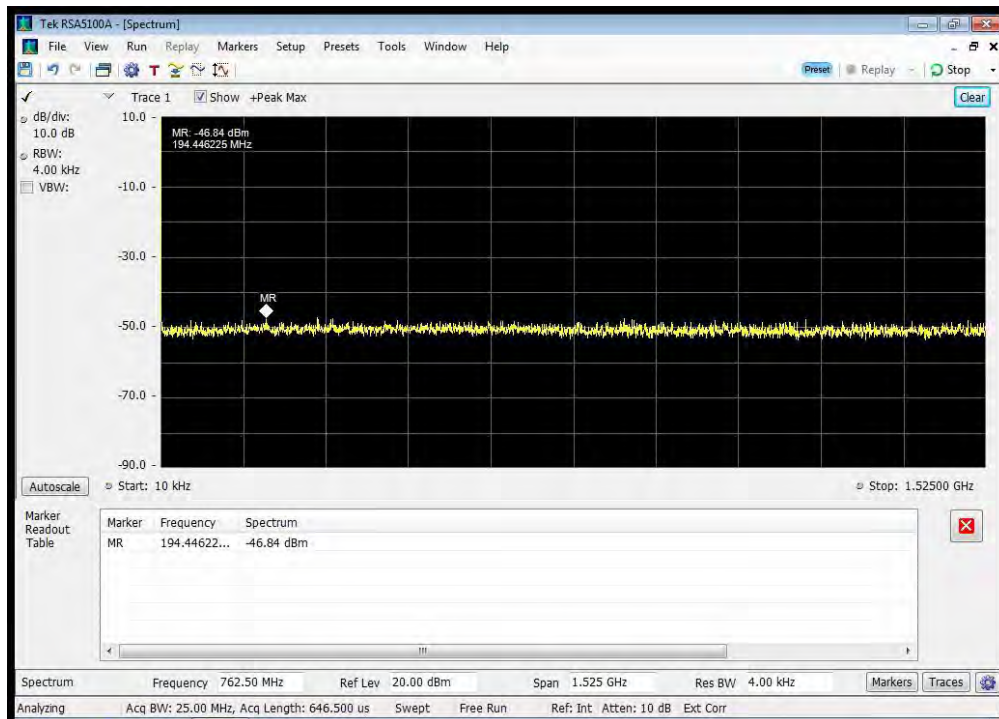 Tek RSA5100A - [Spectrum]
File View Run Replay Markers Setup Presets Tools Window Help
Preset Replay Stop
Trace 1 Show +Peak Max Clear
dB/div:
10.0 dB
RBW:
4.00 kHz
VBW:
10.0
MR: -46.84 dBm
194.446225 MHz
-10.0
-30.0
MR
-50.0
-70.0
-90.0
Autoscale Start: 10 kHz Stop: 1.52500 GHz
Marker Readout Table
Marker Frequency Spectrum
MR 194.44622... -46.84 dBm
Spectrum Frequency 762.50 MHz Ref Lev 20.00 dBm Span 1.525 GHz Res BW 4.00 kHz Markers Traces
Analyzing Acq BW: 25.00 MHz, Acq Length: 646.500 us Swept Free Run Ref: Int Atten: 10 dB Ext Corr